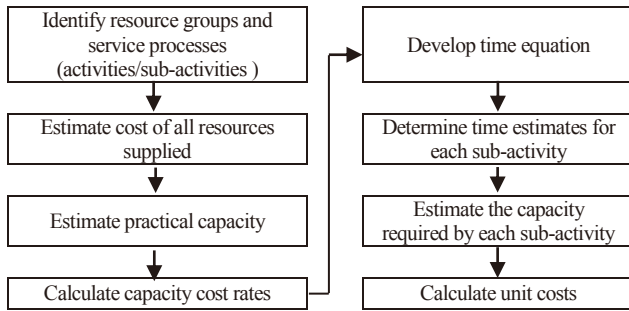 Identify resource groups and
service processes
(activities/sub-activities )
Estimate cost of all resources
supplied
Estimate practical capacity
Calculate capacity cost rates
Develop time equation
Determine time estimates for
each sub-activity
Estimate the capacity
required by each sub-activity
Calculate unit costs